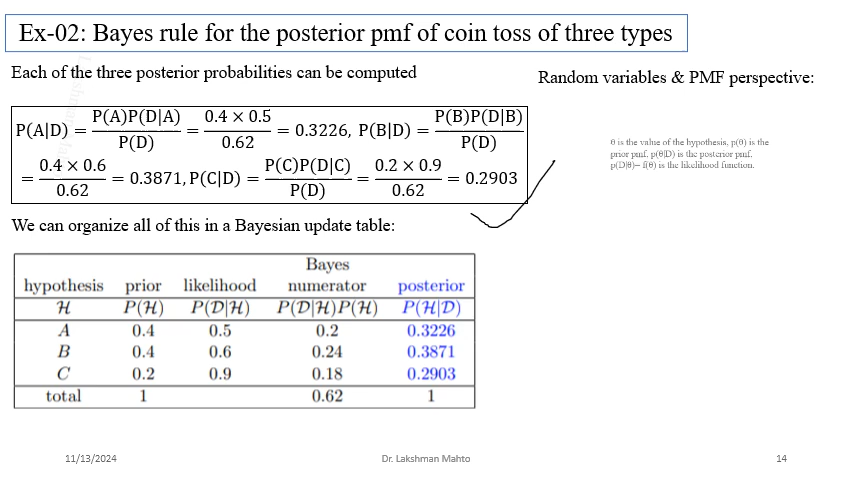 Ex-02: Bayes rule for the posterior pmf of coin toss of three types
Each of the three posterior probabilities can be computed
P(A|D) = P(A)P(D|A)/P(D) = 0.4 × 0.5/0.62 = 0.3226, P(B|D) = P(B)P(D|B)/P(D)
= 0.4 × 0.6/0.62 = 0.3871, P(C|D) = P(C)P(D|C)/P(D) = 0.2 × 0.9/0.62 = 0.2903
We can organize all of this in a Bayesian update table:
Bayes
hypothesis prior likelihood numerator posterior
H P(H) P(D|H) P(D|H)P(H) P(H|D)
A 0.4 0.5 0.2 0.3226
B 0.4 0.6 0.24 0.3871
C 0.2 0.9 0.18 0.2903
total 1 0.62 1
Random variables & PMF perspective:
θ is the value of the hypothesis, p(θ) is the
prior pmf, p(θ|D) is the posterior pmf,
p(D|θ)= f(θ) is the likelihood function.
11/13/2024
Dr. Lakshman Mahto
14